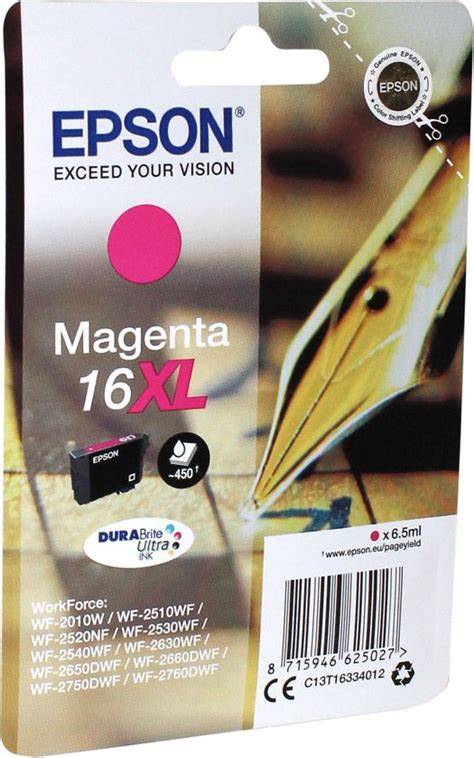 Genuine EPSON
EPSON
Color Shifting Label
EPSON®
EXCEED YOUR VISION
Magenta
16XL
EPSON
~450†
DURABrite
Ultra
INK
x 6.5ml
†www.epson.eu/pageyield
WorkForce:
WF-2010W / WF-2510WF /
WF-2520NF / WF-2530WF /
WF-2540WF / WF-2630WF /
WF-2650DWF / WF-2660DWF /
WF-2750DWF / WF-2760DWF
8 715946 625027 >
CE C13T16334012